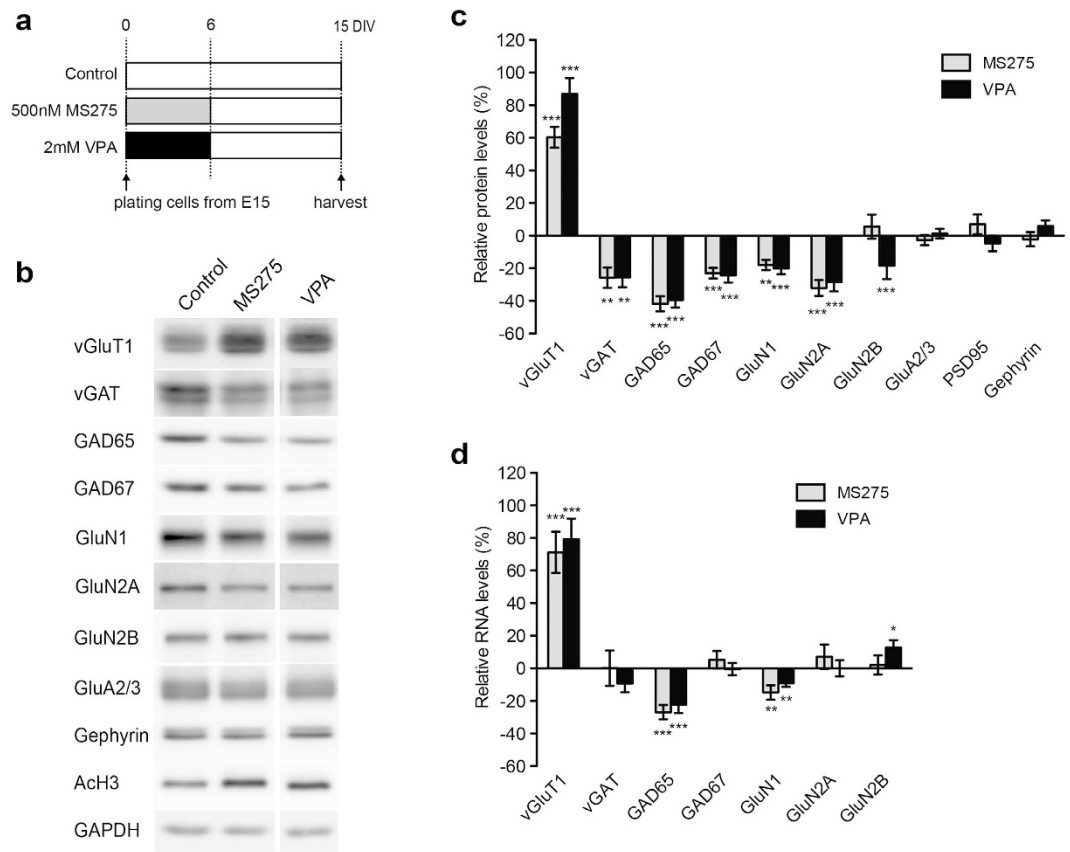 a
0 6 15 DIV
Control
500nM MS275
2mM VPA
plating cells from E15 harvest
b
Control MS275 VPA
vGluT1
vGAT
GAD65
GAD67
GluN1
GluN2A
GluN2B
GluA2/3
Gephyrin
AcH3
GAPDH
c
Relative protein levels (%)
120
100
80
60
40
20
0
-20
-40
-60
MS275
VPA
*** ***
** ** *** *** *** *** ** *** *** *** ***
vGluT1 vGAT GAD65 GAD67 GluN1 GluN2A GluN2B GluA2/3 PSD95 Gephyrin
d
Relative RNA levels (%)
120
100
80
60
40
20
0
-20
-40
-60
MS275
VPA
*** ***
*** *** ** ** *
vGluT1 vGAT GAD65 GAD67 GluN1 GluN2A GluN2B